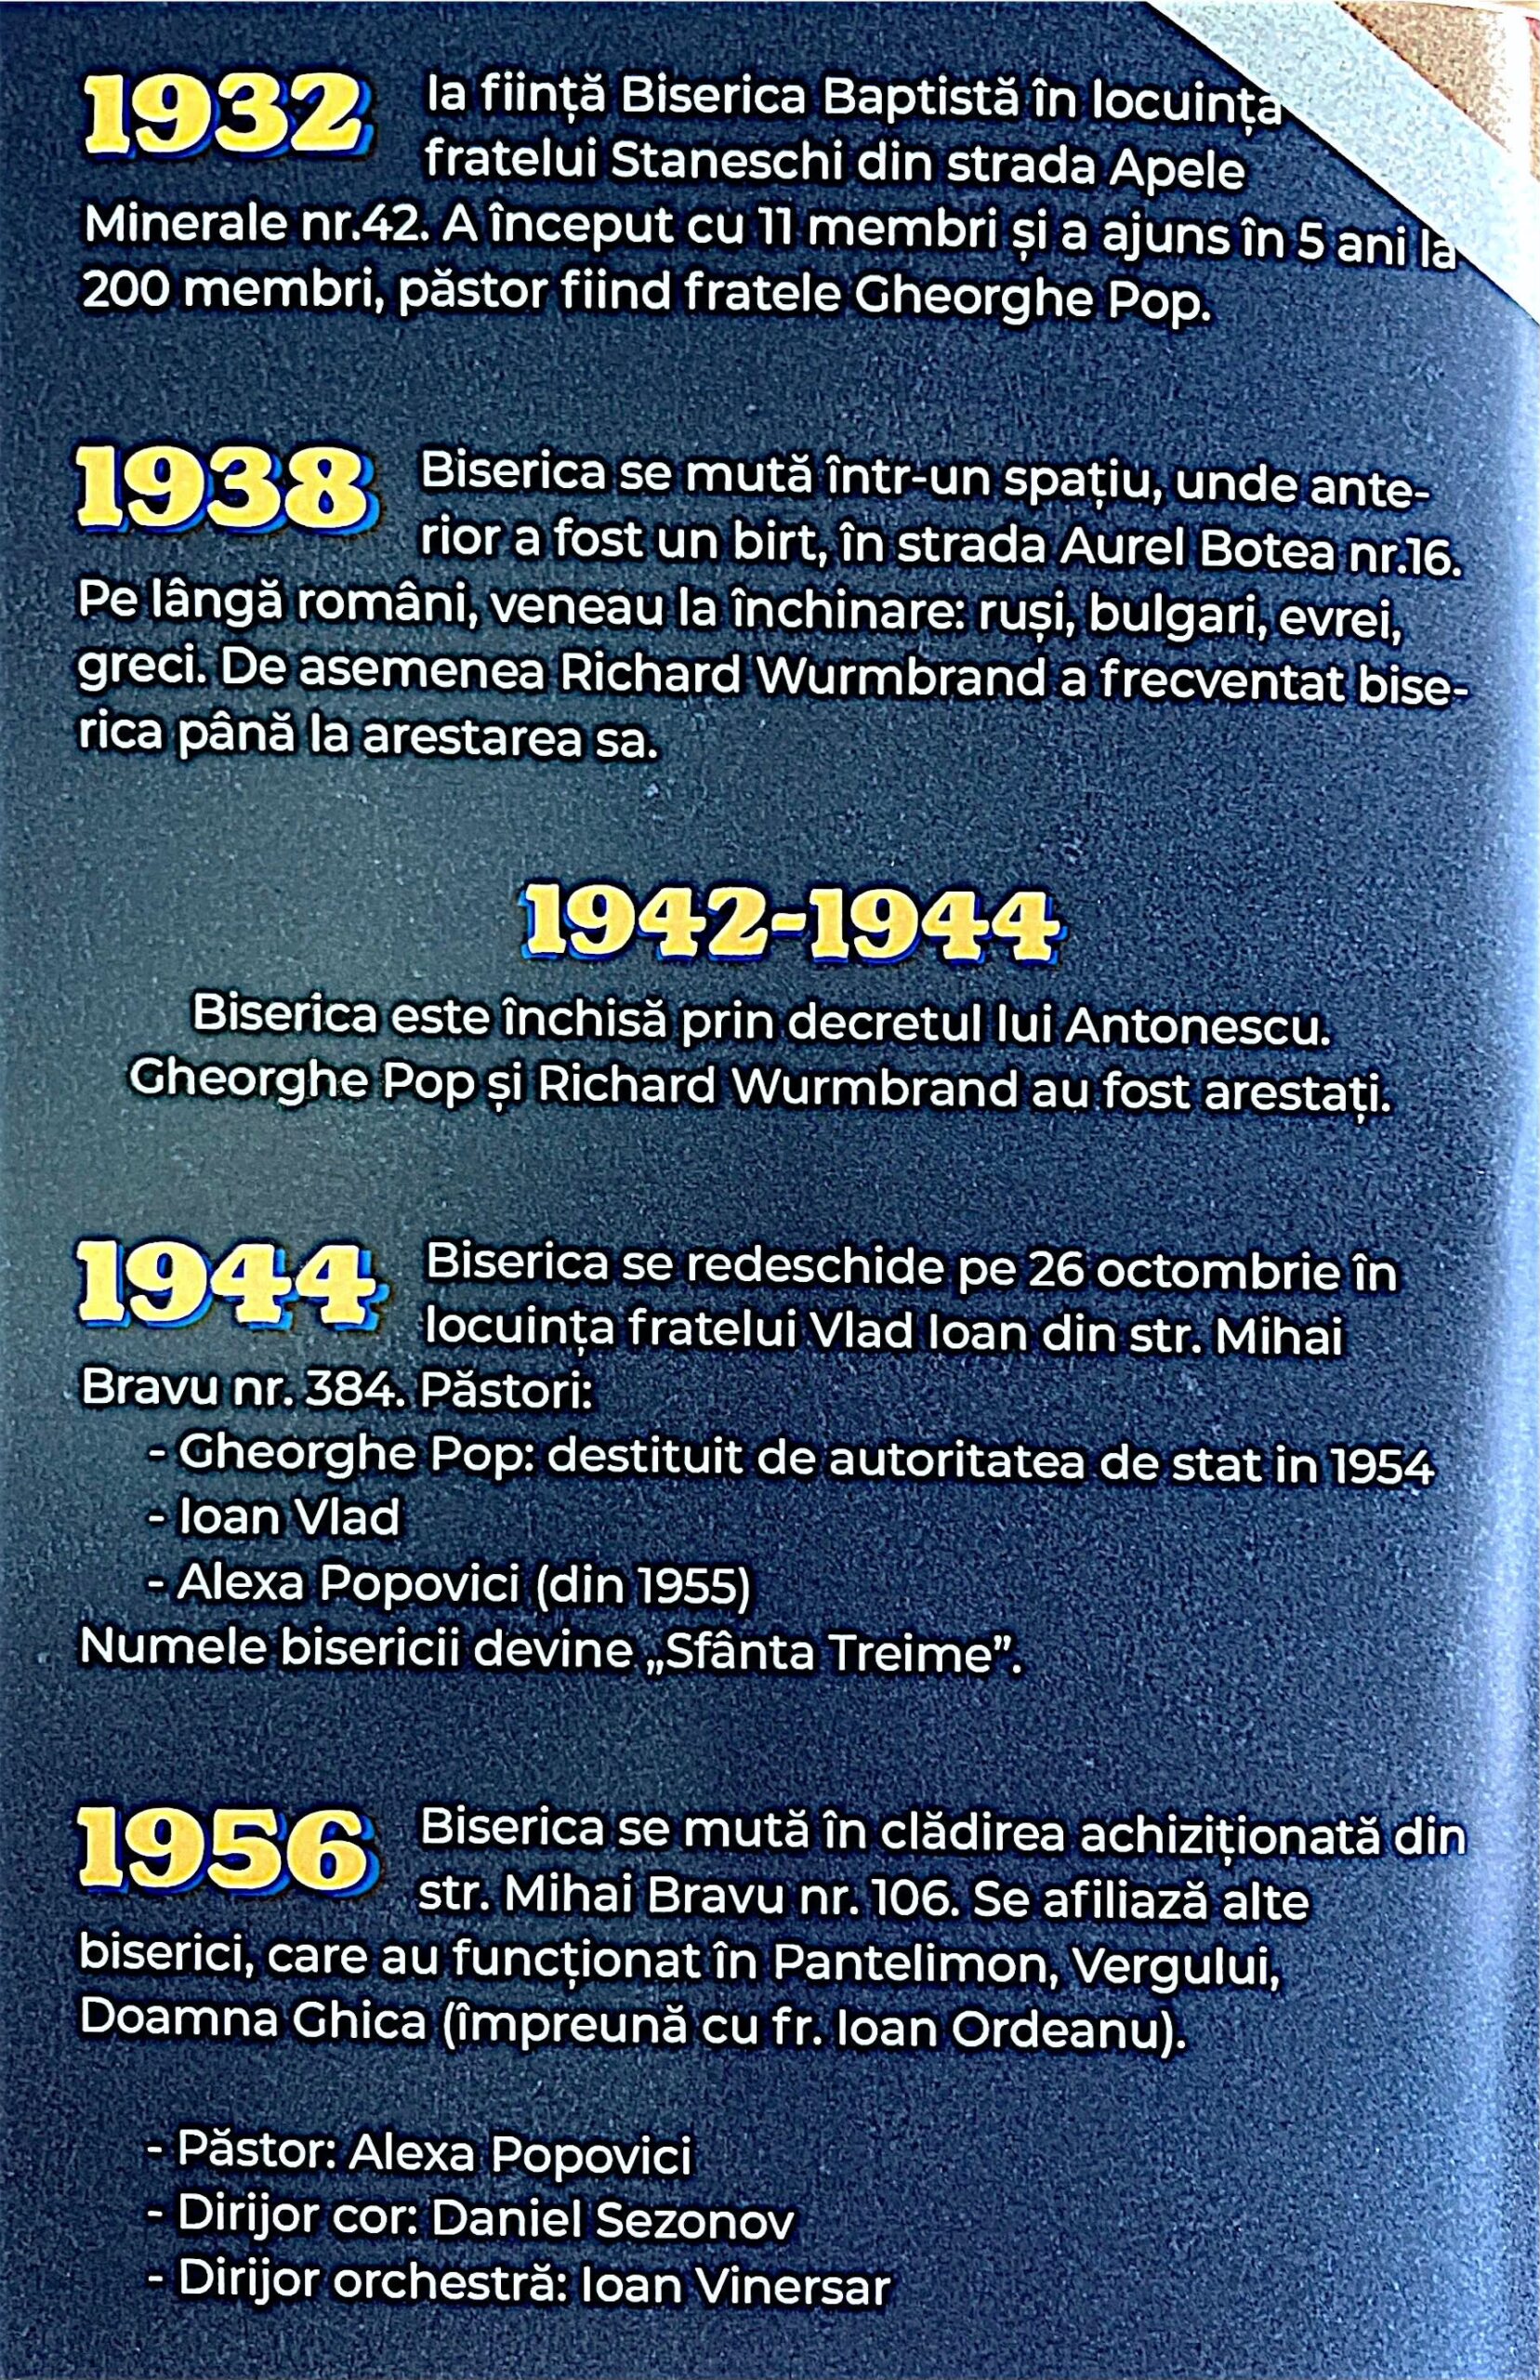 1932 Ia ființă Biserica Baptistă în locuința
fratelui Staneschi din strada Apele
Minerale nr.42. A început cu 11 membri și a ajuns în 5 ani la
200 membri, păstor fiind fratele Gheorghe Pop.
1938 Biserica se mută într-un spațiu, unde ante-
rior a fost un birt, în strada Aurel Botea nr.16.
Pe lângă români, veneau la închinare: ruși, bulgari, evrei,
greci. De asemenea Richard Wurmbrand a frecventat bise-
rica până la arestarea sa.
1942-1944
Biserica este închisă prin decretul lui Antonescu.
Gheorghe Pop și Richard Wurmbrand au fost arestați.
1944 Biserica se redeschide pe 26 octombrie în
locuința fratelui Vlad Ioan din str. Mihai
Bravu nr. 384. Păstori:
- Gheorghe Pop: destituit de autoritatea de stat in 1954
- Ioan Vlad
- Alexa Popovici (din 1955)
Numele bisericii devine „Sfânta Treime”.
1956 Biserica se mută în clădirea achiziționată din
str. Mihai Bravu nr. 106. Se afiliază alte
biserici, care au funcționat în Pantelimon, Vergului,
Doamna Ghica (împreună cu fr. Ioan Ordeanu).
- Păstor: Alexa Popovici
- Dirijor cor: Daniel Sezonov
- Dirijor orchestră: Ioan Vinersar